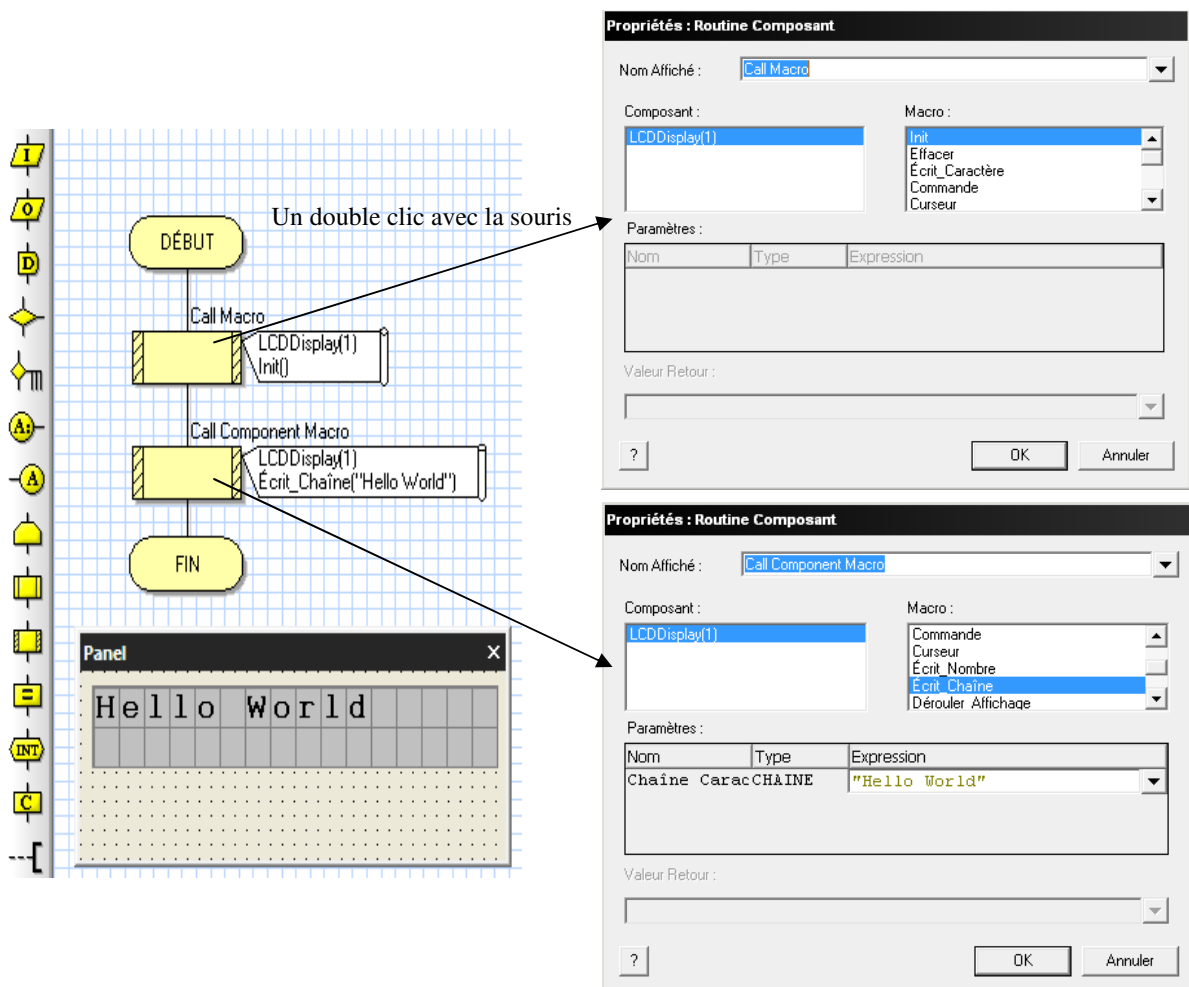 I
O
D
A:
A
=
INT
C
DÉBUT
Un double clic avec la souris
Call Macro
LCDDisplay(1)
Init()
Call Component Macro
LCDDisplay(1)
Écrit_Chaîne("Hello World")
FIN
Panel X
Hello World
Propriétés : Routine Composant
Nom Affiché : Call Macro
Composant : Macro :
LCDDisplay(1) Init
Effacer
Écrit_Caractère
Commande
Curseur
Paramètres :
Nom Type Expression
Valeur Retour :
? OK Annuler
Propriétés : Routine Composant
Nom Affiché : Call Component Macro
Composant : Macro :
LCDDisplay(1) Commande
Curseur
Écrit_Nombre
Écrit_Chaîne
Dérouler Affichage
Paramètres :
Nom Type Expression
Chaîne Carac CHAINE "Hello World"
Valeur Retour :
? OK Annuler